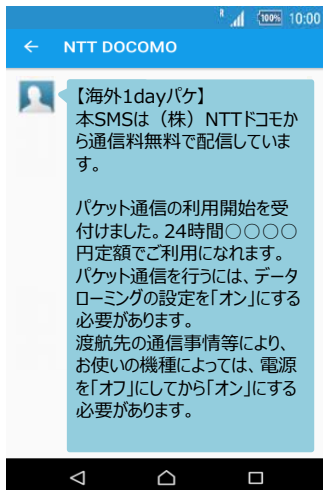 R 100% 10:00
← NTT DOCOMO
【海外1dayパケ】
本SMSは（株）NTTドコモか
ら通信料無料で配信していま
す。
パケット通信の利用開始を受
付けました。24時間○○○○
円定額でご利用になれます。
パケット通信を行うには、データ
ローミングの設定を「オン」にする
必要があります。
渡航先の通信事情等により、
お使いの機種によっては、電源
を「オフ」にしてから「オン」にする
必要があります。